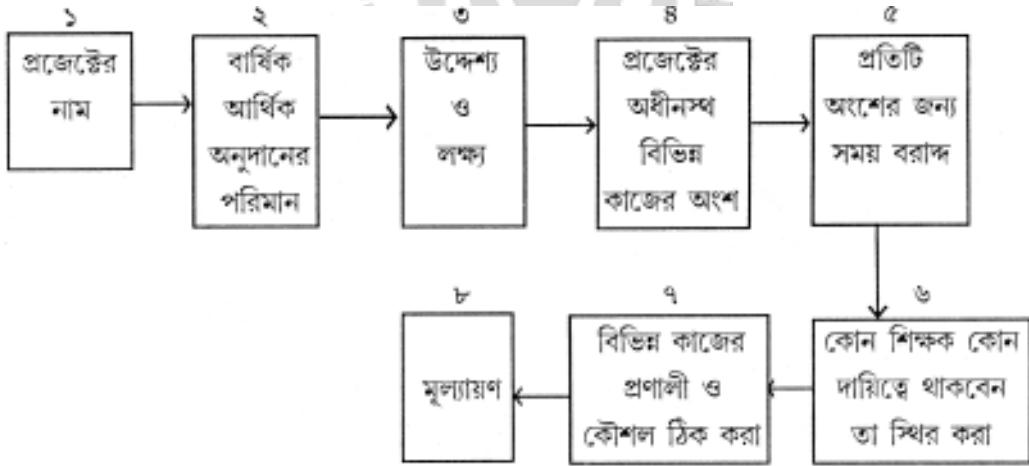 ১
প্রজেক্টের
নাম
২
বার্ষিক
আর্থিক
অনুদানের
পরিমান
৩
উদ্দেশ্য
ও
লক্ষ্য
৪
প্রজেক্টের
অধীনস্থ
বিভিন্ন
কাজের অংশ
৫
প্রতিটি
অংশের জন্য
সময় বরাদ্দ
৬
কোন শিক্ষক কোন
দায়িত্বে থাকবেন
তা স্থির করা
৭
বিভিন্ন কাজের
প্রণালী ও
কৌশল ঠিক করা
৮
মূল্যায়ণ